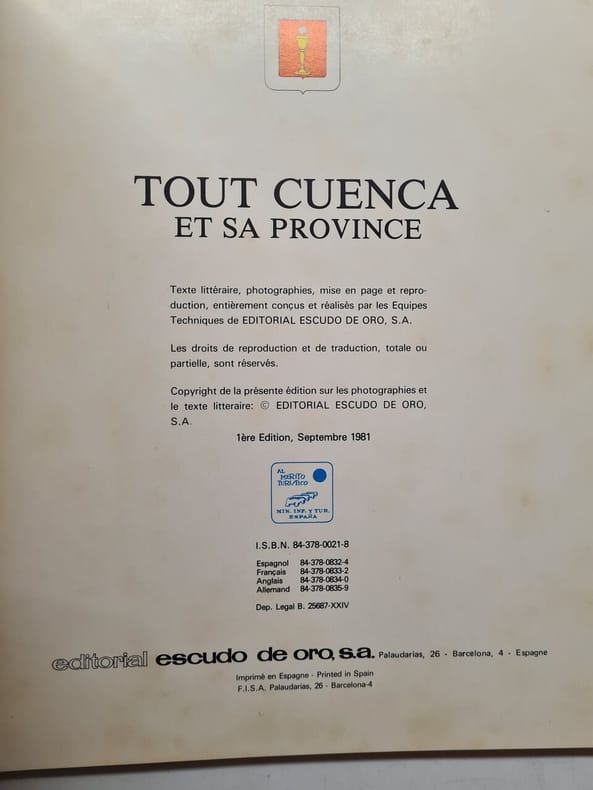 TOUT CUENCA
ET SA PROVINCE
Texte littéraire, photographies, mise en page et repro-
duction, entièrement conçus et réalisés par les Equipes
Techniques de EDITORIAL ESCUDO DE ORO, S.A.
Les droits de reproduction et de traduction, totale ou
partielle, sont réservés.
Copyright de la présente édition sur les photographies et
le texte litteraire: © EDITORIAL ESCUDO DE ORO,
S.A.
1ère Edition, Septembre 1981
AL
MERITO
TURISTICO
MIN. INF. Y TUR.
ESPAÑA
I.S.B.N. 84-378-0021-8
Espagnol 84-378-0832-4
Français 84-378-0833-2
Anglais 84-378-0834-0
Allemand 84-378-0835-9
Dep. Legal B. 25687-XXIV
editorial escudo de oro, s.a. Palaudarias, 26 - Barcelona, 4 - Espagne
Imprimé en Espagne - Printed in Spain
F.I.S.A. Palaudarias, 26 - Barcelona-4